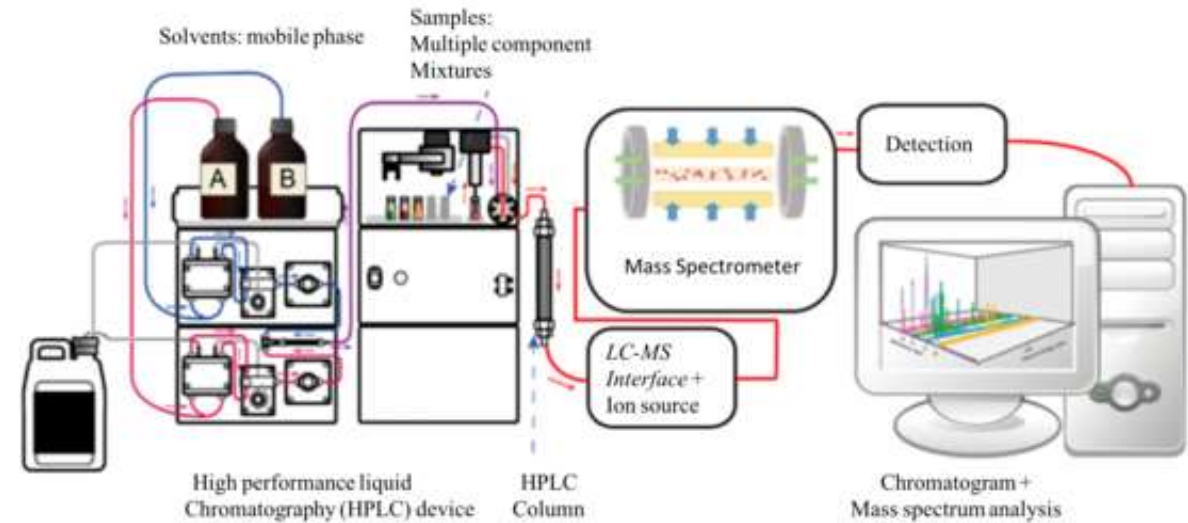 Solvents: mobile phase
Samples:
Multiple component
Mixtures
A
B
Mass Spectrometer
Detection
LC-MS
Interface +
Ion source
High performance liquid
Chromatography (HPLC) device
HPLC
Column
Chromatogram +
Mass spectrum analysis